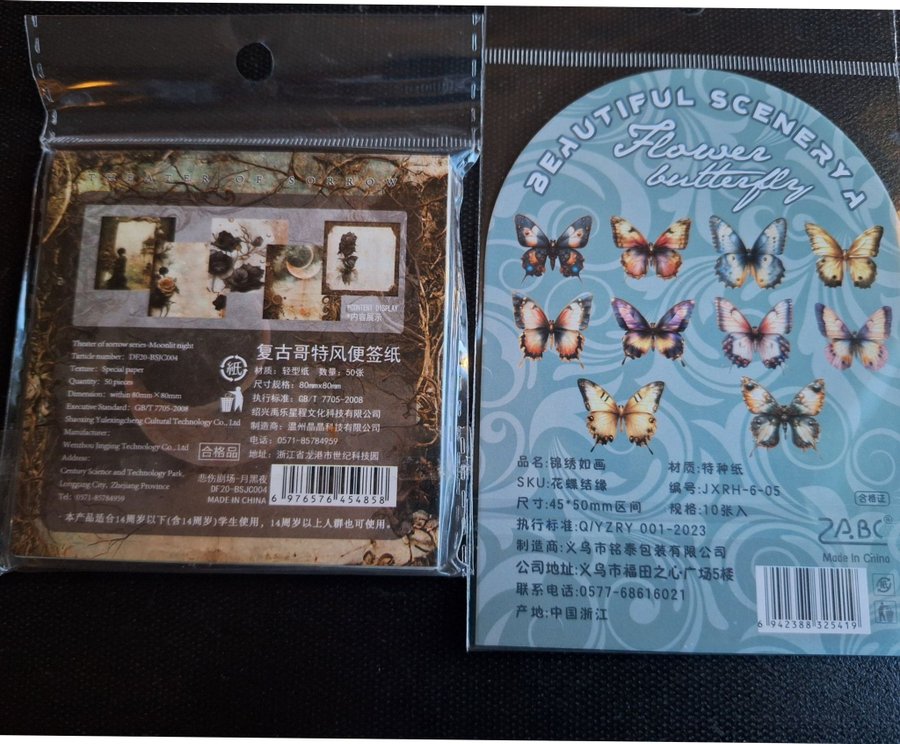 THEATER OF SORROW
*CONTENT DISPLAY
*内容展示
Theater of sorrow series-Moonlit night
Tarticle number: DF20-BSJC004
Texture: Special paper
Quantity: 50 pieces
Dimension: within 80mm×80mm
Executive Standard: GB/T 7705-2008
Shaoxing Yulexingcheng Cultural Technology Co., Ltd
Manufacturer:
Wenzhou Jingjing Technology Co., Ltd
Address:
Century Science and Technology Park,
Longgang City, Zhejiang Province
Tel: 0571-85784959
合格品
紙
复古哥特风便签纸
材质: 轻型纸 数量: 50张
尺寸规格: 80mm×80mm
执行标准: GB/T 7705-2008
绍兴禹乐星程文化科技有限公司
制造商: 温州晶晶科技有限公司
电话: 0571-85784959
地址: 浙江省龙港市世纪科技园
悲伤剧场-月黑夜
DF20-BSJC004
MADE IN CHINA
6 976576 454858
本产品适合14周岁以下(含14周岁)学生使用，14周岁以上人群也可使用。
BEAUTIFUL SCENERY A
Flower
butterfly
品名:锦绣如画 材质:特种纸
SKU:花蝶结缘 编号:JXRH-6-05
尺寸:45*50mm区间 规格:10张入
执行标准:Q/YZRY 001-2023
制造商:义乌市铭泰包装有限公司
公司地址:义乌市福田之心广场5楼
联系电话:0577-68616021
产地:中国浙江
合格证
ZABC®
Made in China
6 942388 325419